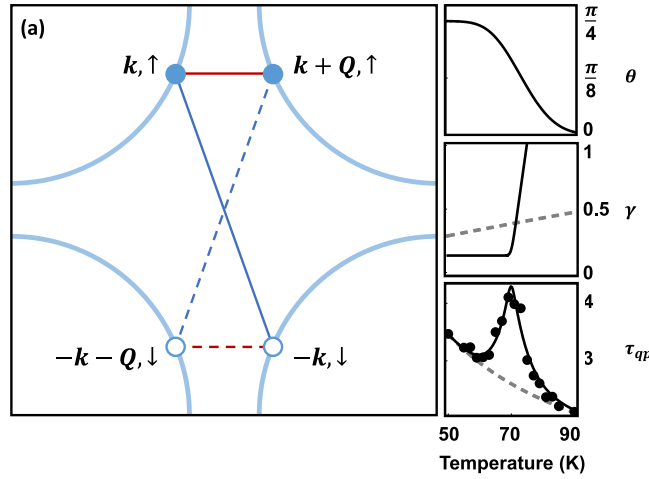 (a)
k, ↑
k + Q, ↑
−k − Q, ↓
−k, ↓
π/4
π/8
θ
0
1
0.5
γ
0
4
3
τqp
50 70 90
Temperature (K)